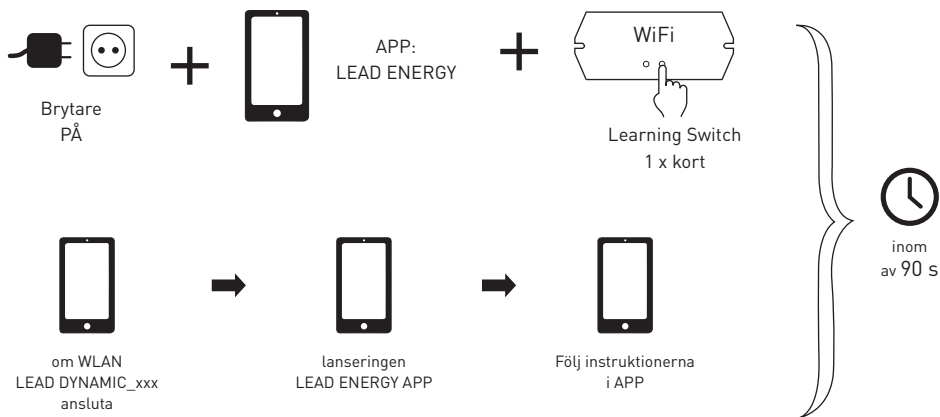 Brytare
PÅ
APP:
LEAD ENERGY
WiFi
Learning Switch
1 x kort
om WLAN
LEAD DYNAMIC_xxx
ansluta
lanseringen
LEAD ENERGY APP
Följ instruktionerna
i APP
inom
av 90 s